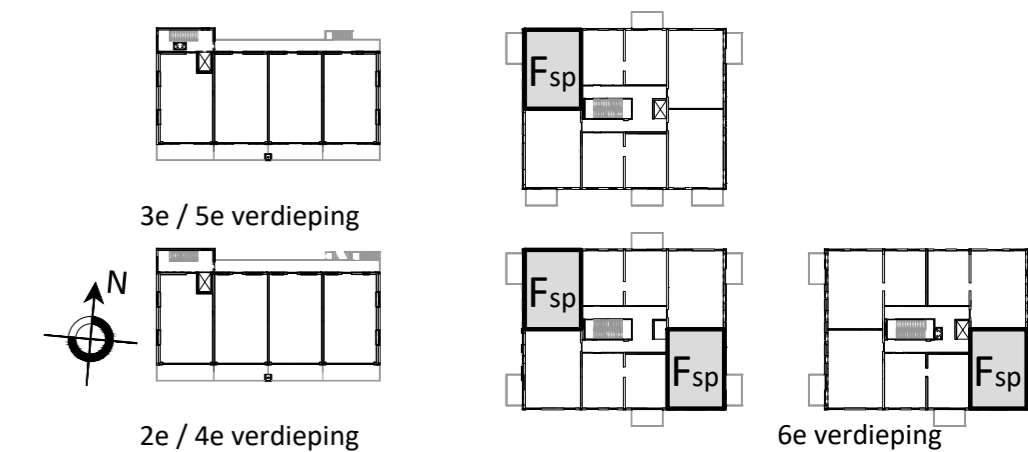 Fsp
3e / 5e verdieping
N
Fsp
Fsp
Fsp
2e / 4e verdieping
6e verdieping